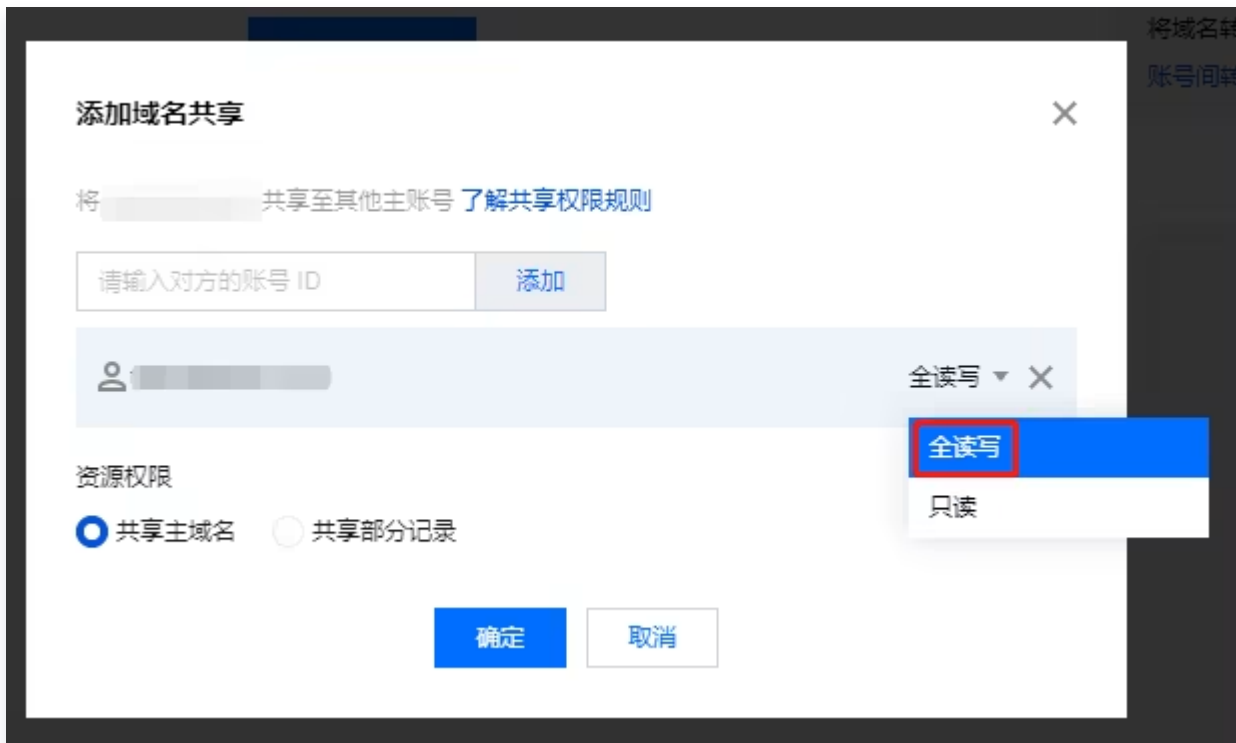 将域名转
账号间转
添加域名共享
将 共享至其他主账号 了解共享权限规则
请输入对方的账号 ID
添加
全读写
全读写
只读
资源权限
共享主域名 共享部分记录
确定 取消